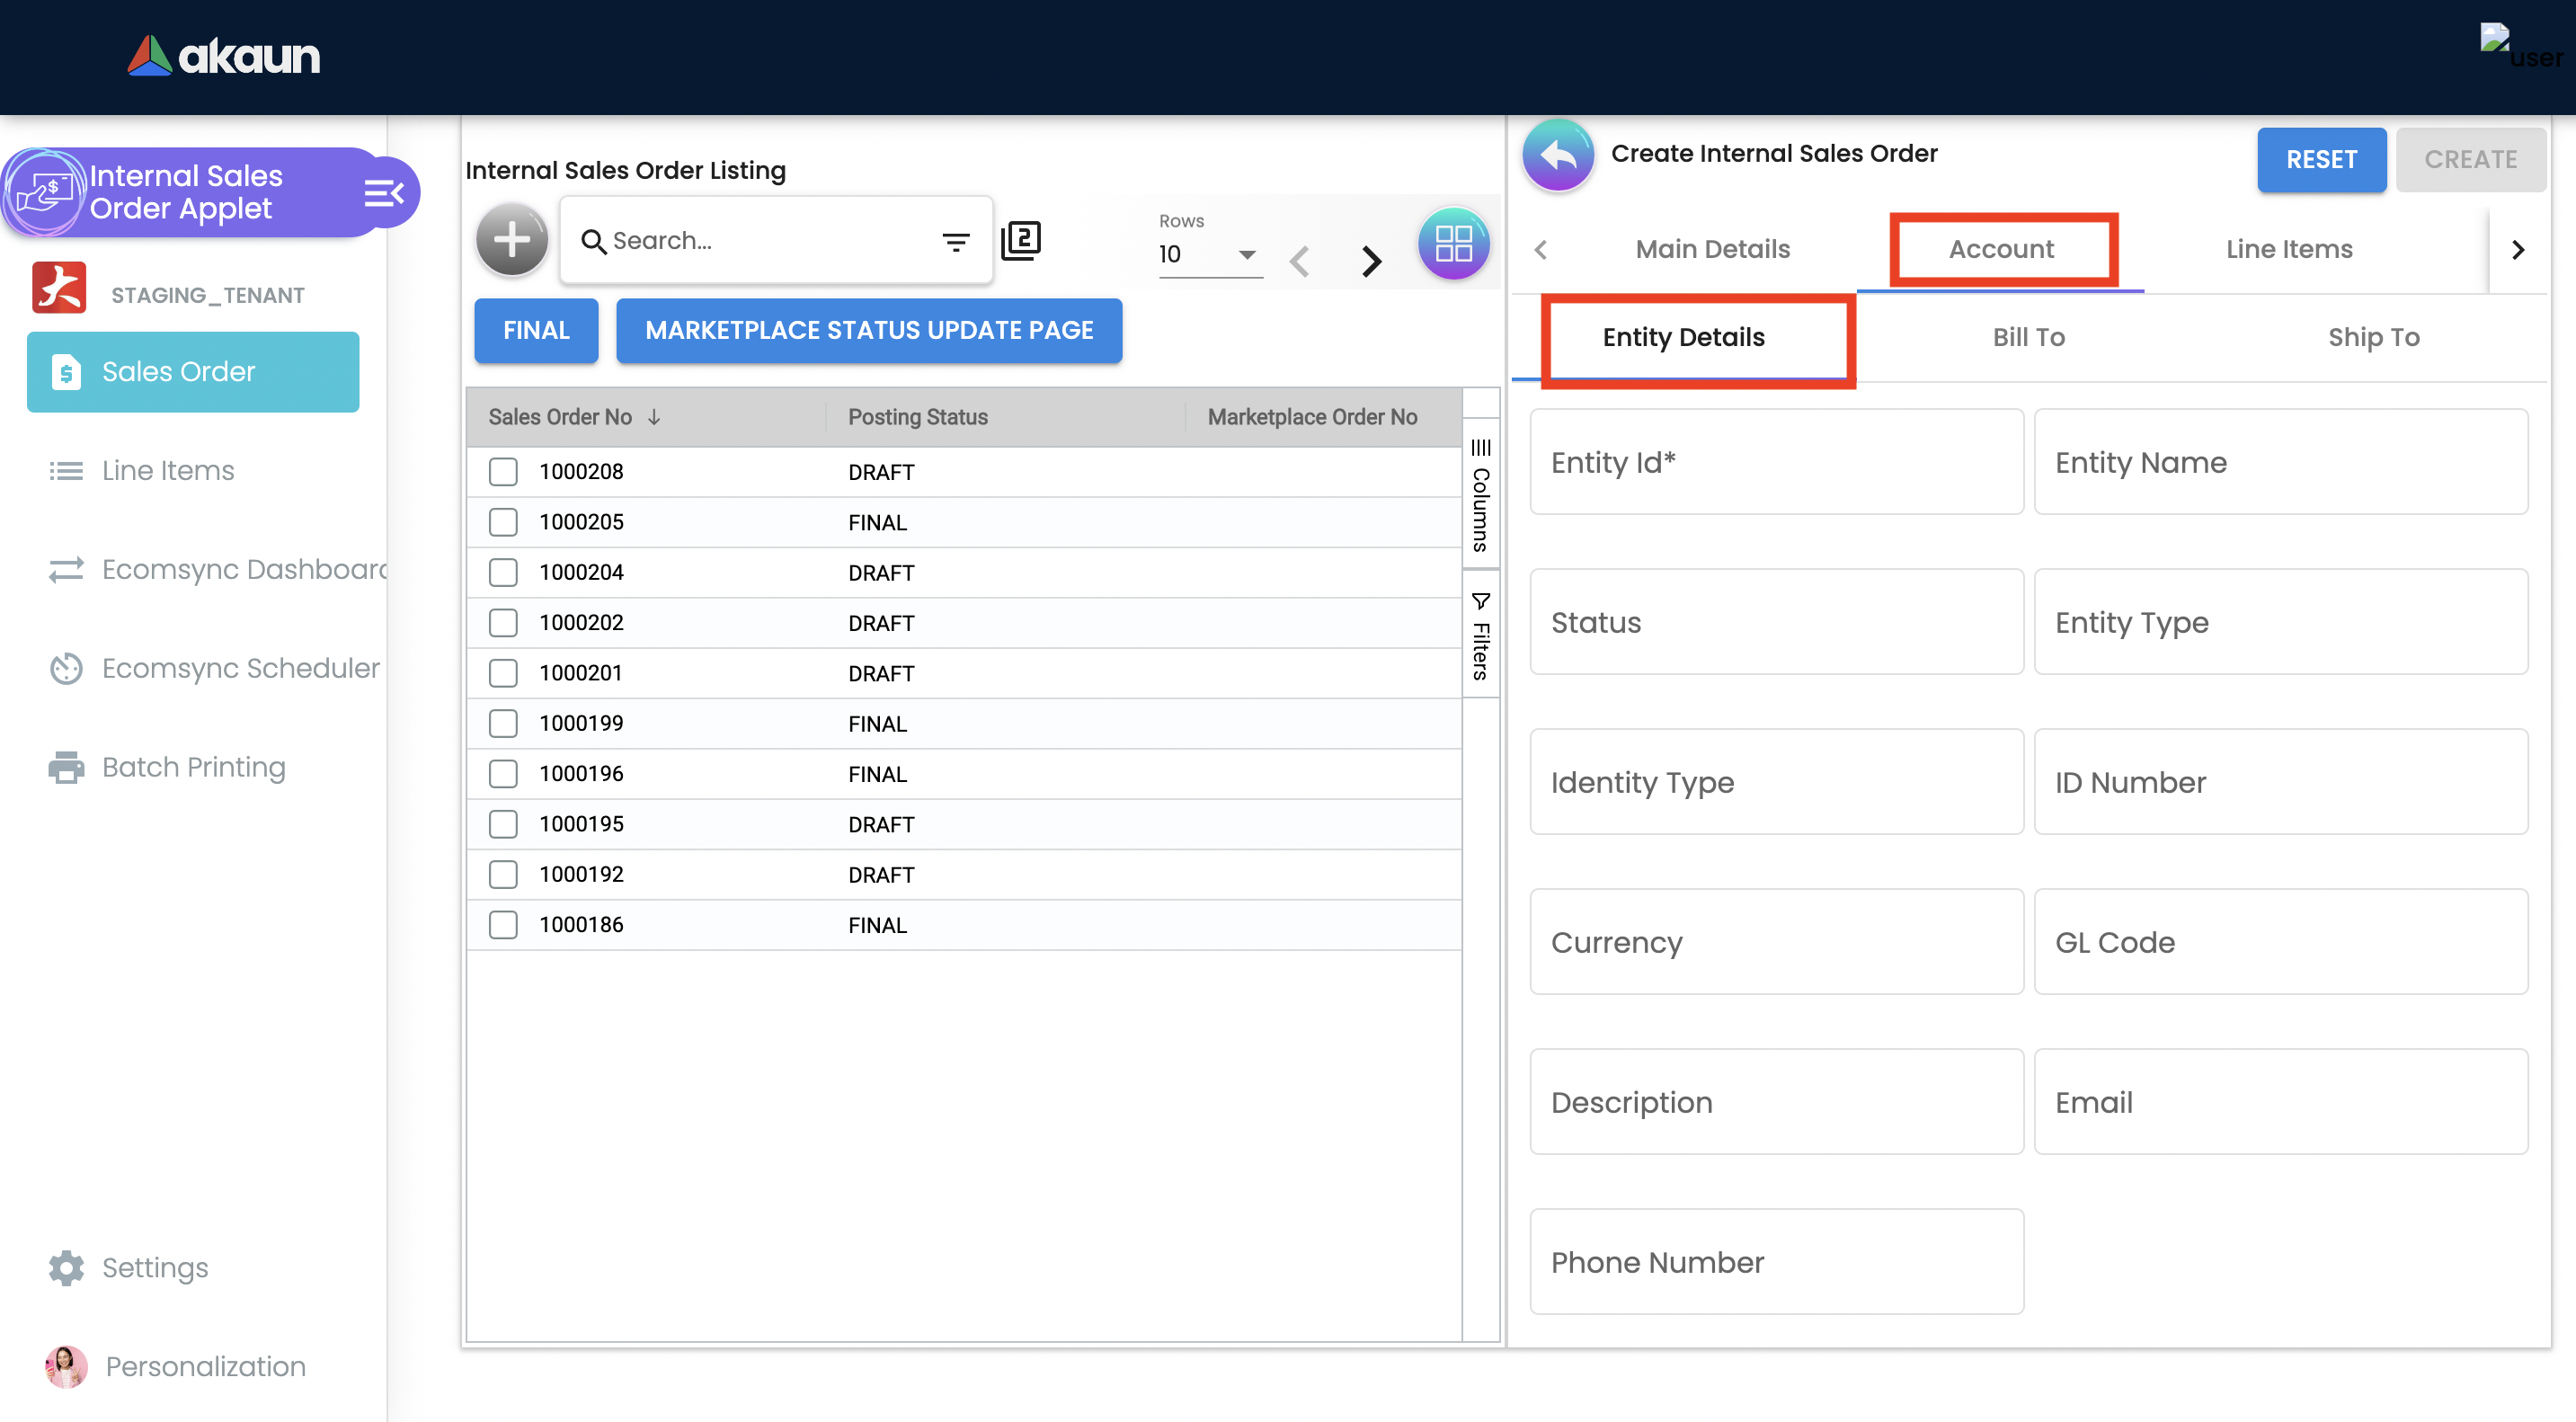 akaun
user
Internal Sales
Order Applet
STAGING_TENANT
Sales Order
Line Items
Ecomsync Dashboard
Ecomsync Scheduler
Batch Printing
Settings
Personalization
Internal Sales Order Listing
Search...
2
Rows
10
FINAL
MARKETPLACE STATUS UPDATE PAGE
Sales Order No Posting Status Marketplace Order No
1000208 DRAFT
1000205 FINAL
1000204 DRAFT
1000202 DRAFT
1000201 DRAFT
1000199 FINAL
1000196 FINAL
1000195 DRAFT
1000192 DRAFT
1000186 FINAL
Columns
Filters
Create Internal Sales Order
RESET CREATE
Main Details Account Line Items
Entity Details Bill To Ship To
Entity Id* Entity Name
Status Entity Type
Identity Type ID Number
Currency GL Code
Description Email
Phone Number